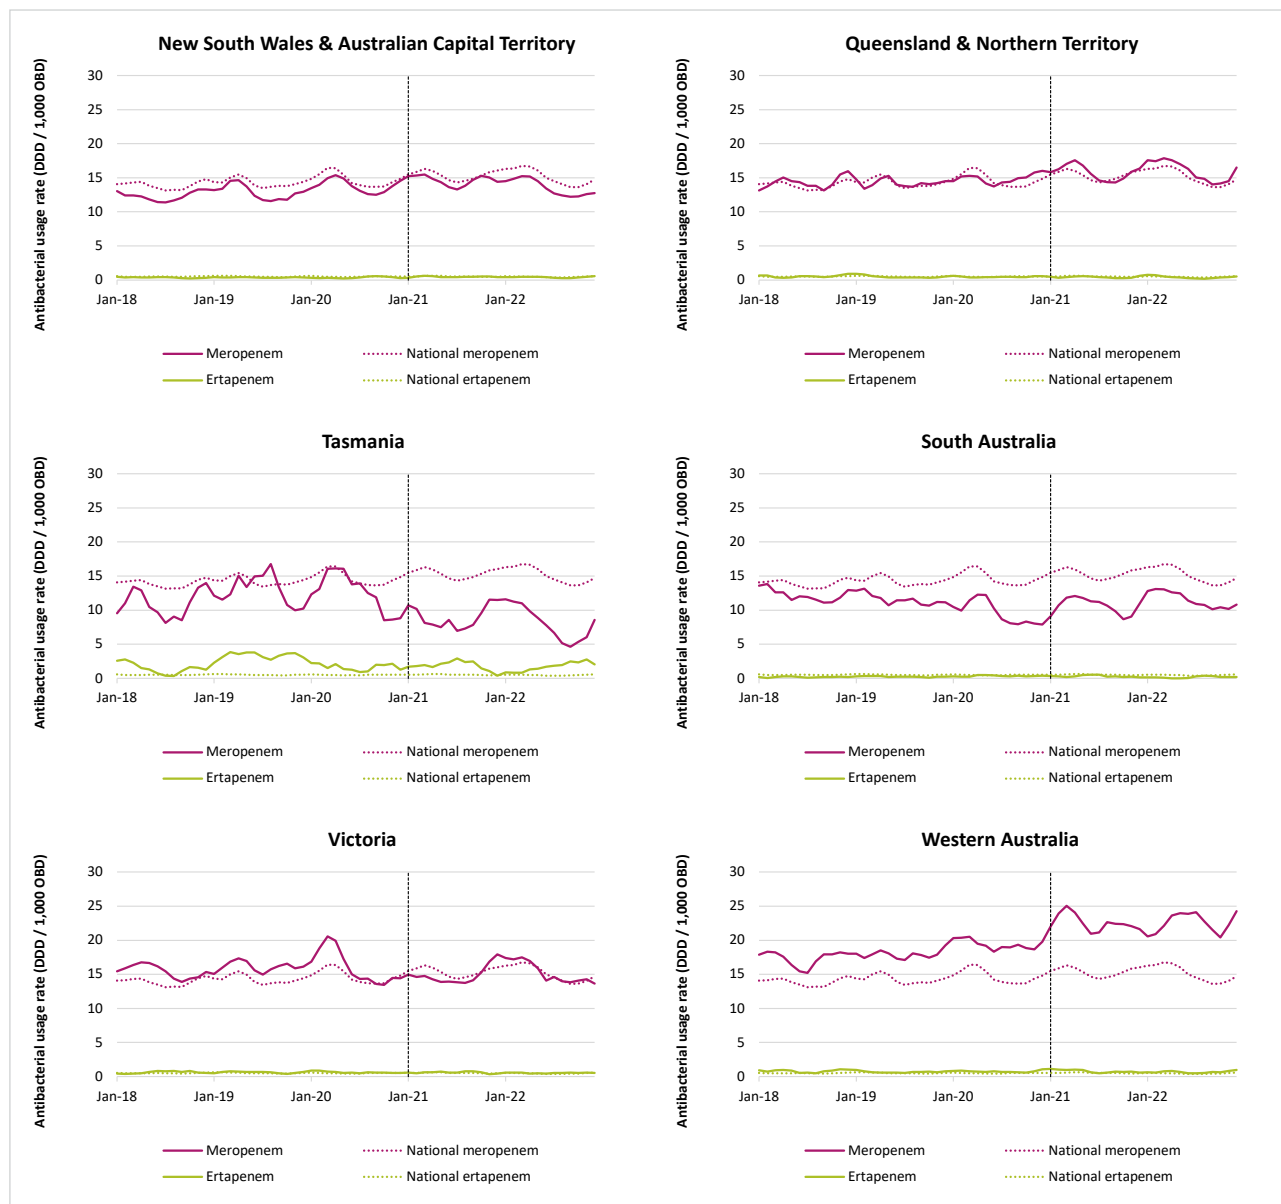 New South Wales & Australian Capital Territory
Antibacterial usage rate (DDD / 1,000 OBD)
30
25
20
15
10
5
0
Jan-18 Jan-19 Jan-20 Jan-21 Jan-22
Meropenem National meropenem
Ertapenem National ertapenem
Queensland & Northern Territory
Antibacterial usage rate (DDD / 1,000 OBD)
30
25
20
15
10
5
0
Jan-18 Jan-19 Jan-20 Jan-21 Jan-22
Meropenem National meropenem
Ertapenem National ertapenem
Tasmania
Antibacterial usage rate (DDD / 1,000 OBD)
30
25
20
15
10
5
0
Jan-18 Jan-19 Jan-20 Jan-21 Jan-22
Meropenem National meropenem
Ertapenem National ertapenem
South Australia
Antibacterial usage rate (DDD / 1,000 OBD)
30
25
20
15
10
5
0
Jan-18 Jan-19 Jan-20 Jan-21 Jan-22
Meropenem National meropenem
Ertapenem National ertapenem
Victoria
Antibacterial usage rate (DDD / 1,000 OBD)
30
25
20
15
10
5
0
Jan-18 Jan-19 Jan-20 Jan-21 Jan-22
Meropenem National meropenem
Ertapenem National ertapenem
Western Australia
Antibacterial usage rate (DDD / 1,000 OBD)
30
25
20
15
10
5
0
Jan-18 Jan-19 Jan-20 Jan-21 Jan-22
Meropenem National meropenem
Ertapenem National ertapenem